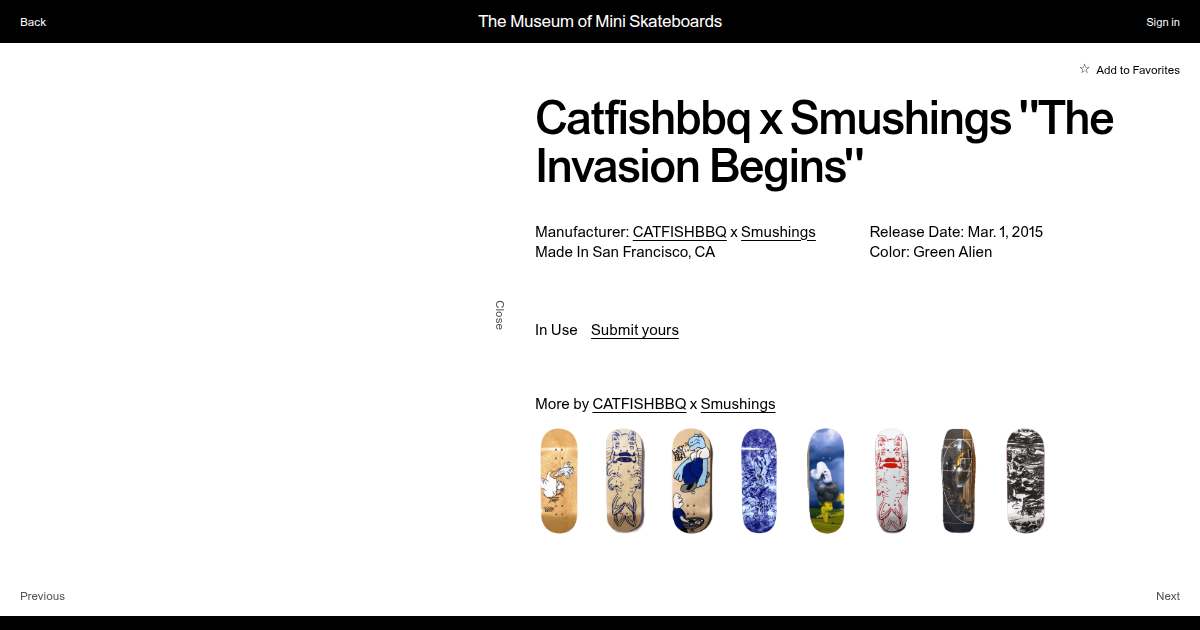 Back
The Museum of Mini Skateboards
Sign in
☆ Add to Favorites
Catfishbbq x Smushings "The
Invasion Begins"
Manufacturer: CATFISHBBQ x Smushings
Made In San Francisco, CA
Release Date: Mar. 1, 2015
Color: Green Alien
Close
In Use Submit yours
More by CATFISHBBQ x Smushings
Previous
Next